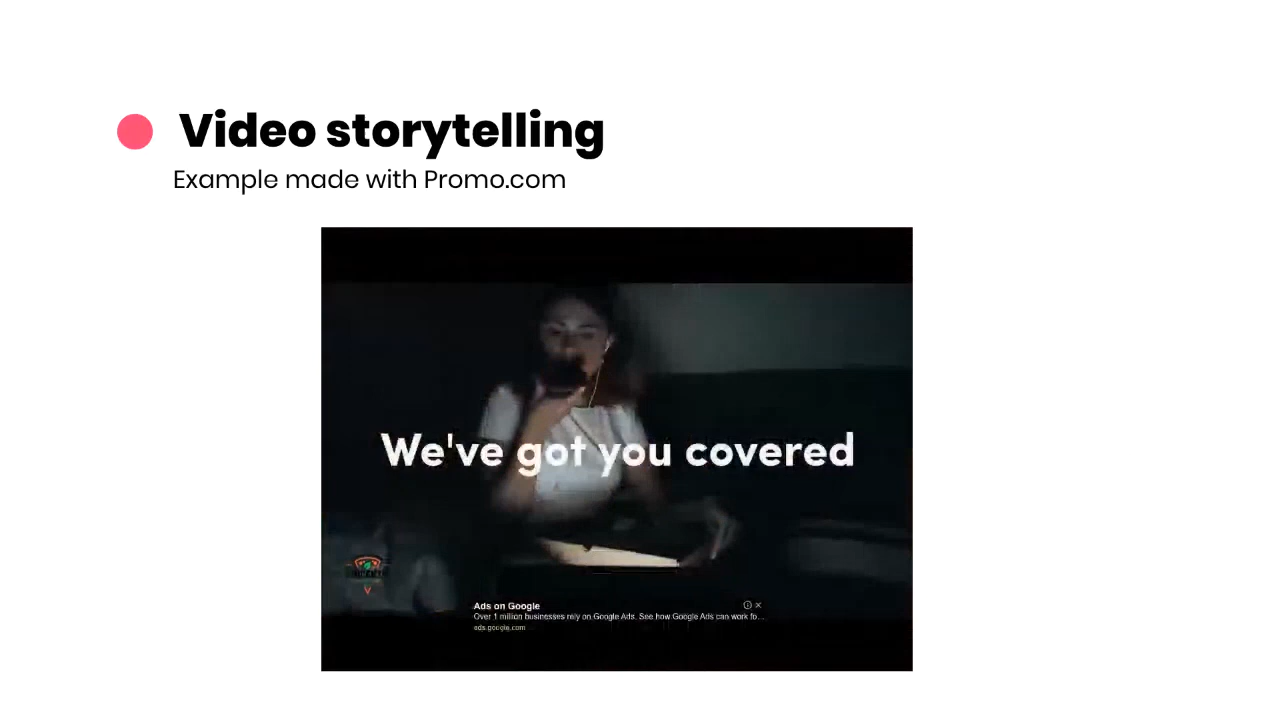 Video storytelling
Example made with Promo.com
We've got you covered
Ads on Google
Over 1 million businesses rely on Google Ads. See how Google Ads can work fo...
ads.google.com